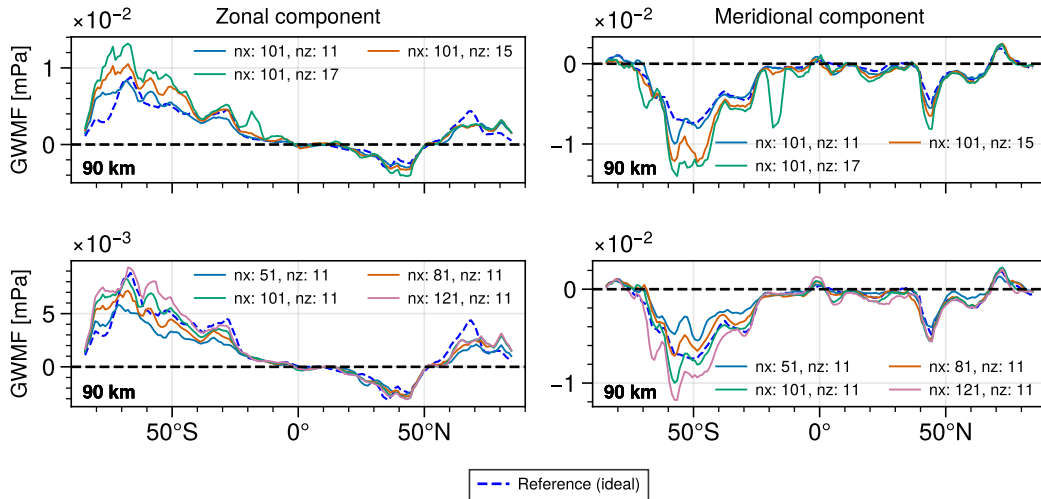 Zonal component
Meridional component
×10⁻²
×10⁻²
GWMF [mPa]
1
0
nx: 101, nz: 11
nx: 101, nz: 15
nx: 101, nz: 17
90 km
0
−1
nx: 101, nz: 11
nx: 101, nz: 15
nx: 101, nz: 17
90 km
×10⁻³
×10⁻²
GWMF [mPa]
5
0
nx: 51, nz: 11
nx: 81, nz: 11
nx: 101, nz: 11
nx: 121, nz: 11
90 km
0
−1
nx: 51, nz: 11
nx: 81, nz: 11
nx: 101, nz: 11
nx: 121, nz: 11
90 km
50°S
0°
50°N
50°S
0°
50°N
Reference (ideal)